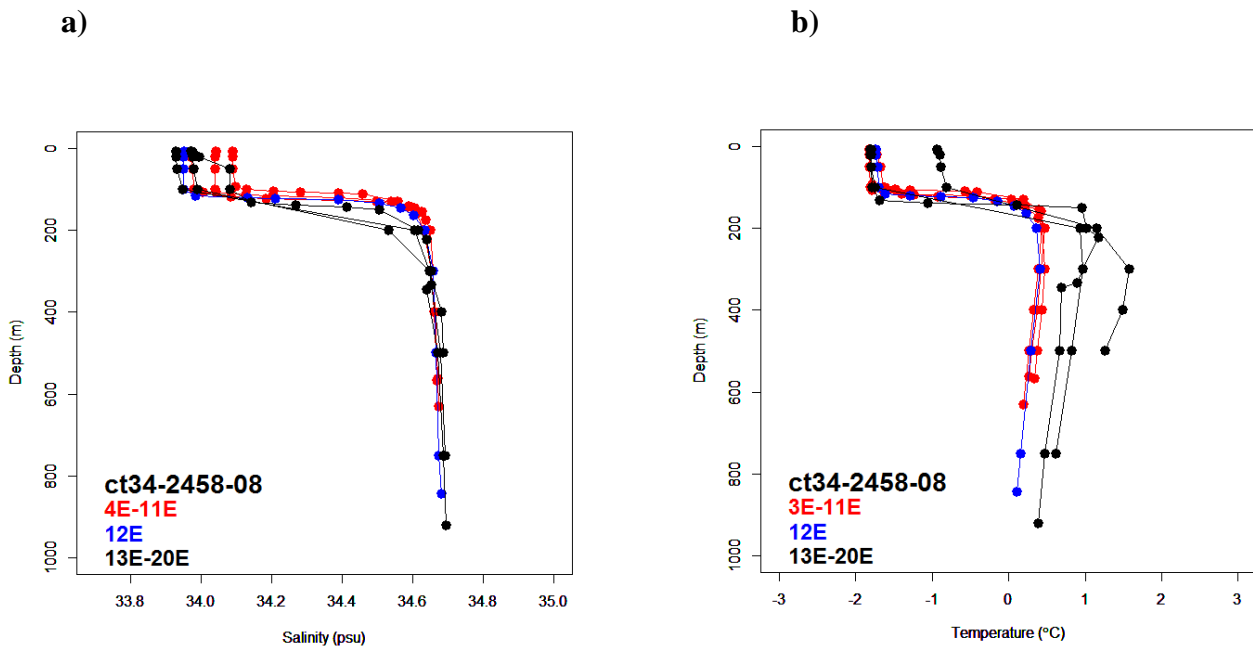 a)
b)
0
200
400
600
800
1000
Depth (m)
33.8 34.0 34.2 34.4 34.6 34.8 35.0
Salinity (psu)
ct34-2458-08
4E-11E
12E
13E-20E
0
200
400
600
800
1000
Depth (m)
-3 -2 -1 0 1 2 3
Temperature (°C)
ct34-2458-08
3E-11E
12E
13E-20E